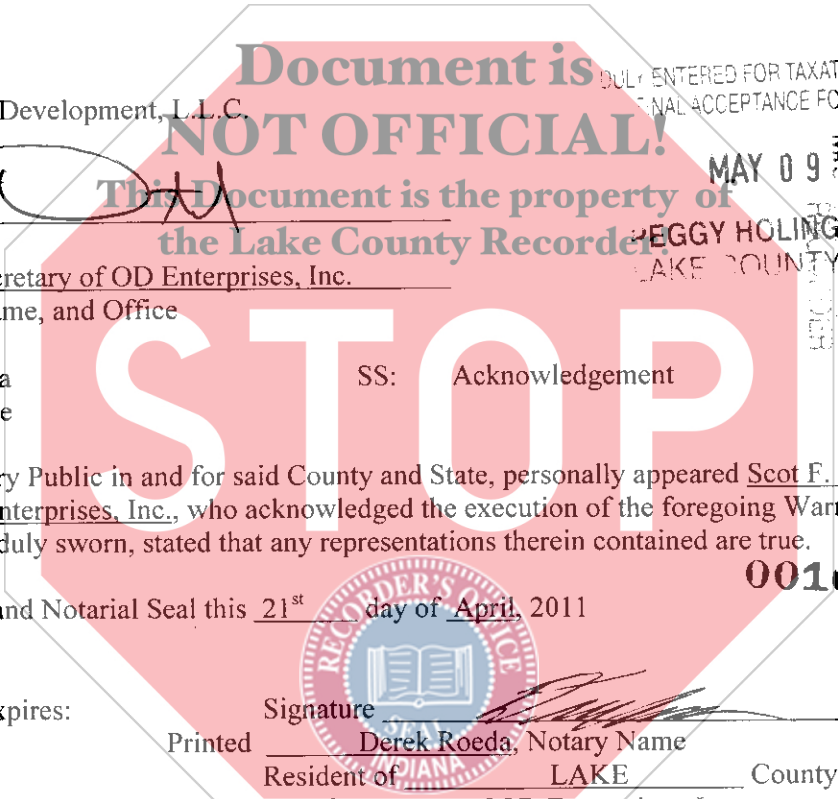 Document is
DULY ENTERED FOR TAXAT
Development, L.L.C.
NAL ACCEPTANCE FO
NOT OFFICIAL!
MAY 09
This Document is the property of
PEGGY HOLING
the Lake County Recorder!
LAKE COUNTY
cretary of OD Enterprises, Inc.
me, and Office
STOP
a
SS: Acknowledgement
e
ry Public in and for said County and State, personally appeared Scot F.
nterprises, Inc., who acknowledged the execution of the foregoing Warr
duly sworn, stated that any representations therein contained are true.
001
and Notarial Seal this 21st day of April, 2011
RECORDER'S OFFICE
xpires:
Signature
SEAL
Printed Derek Roeda, Notary Name
INDIANA
Resident of LAKE County